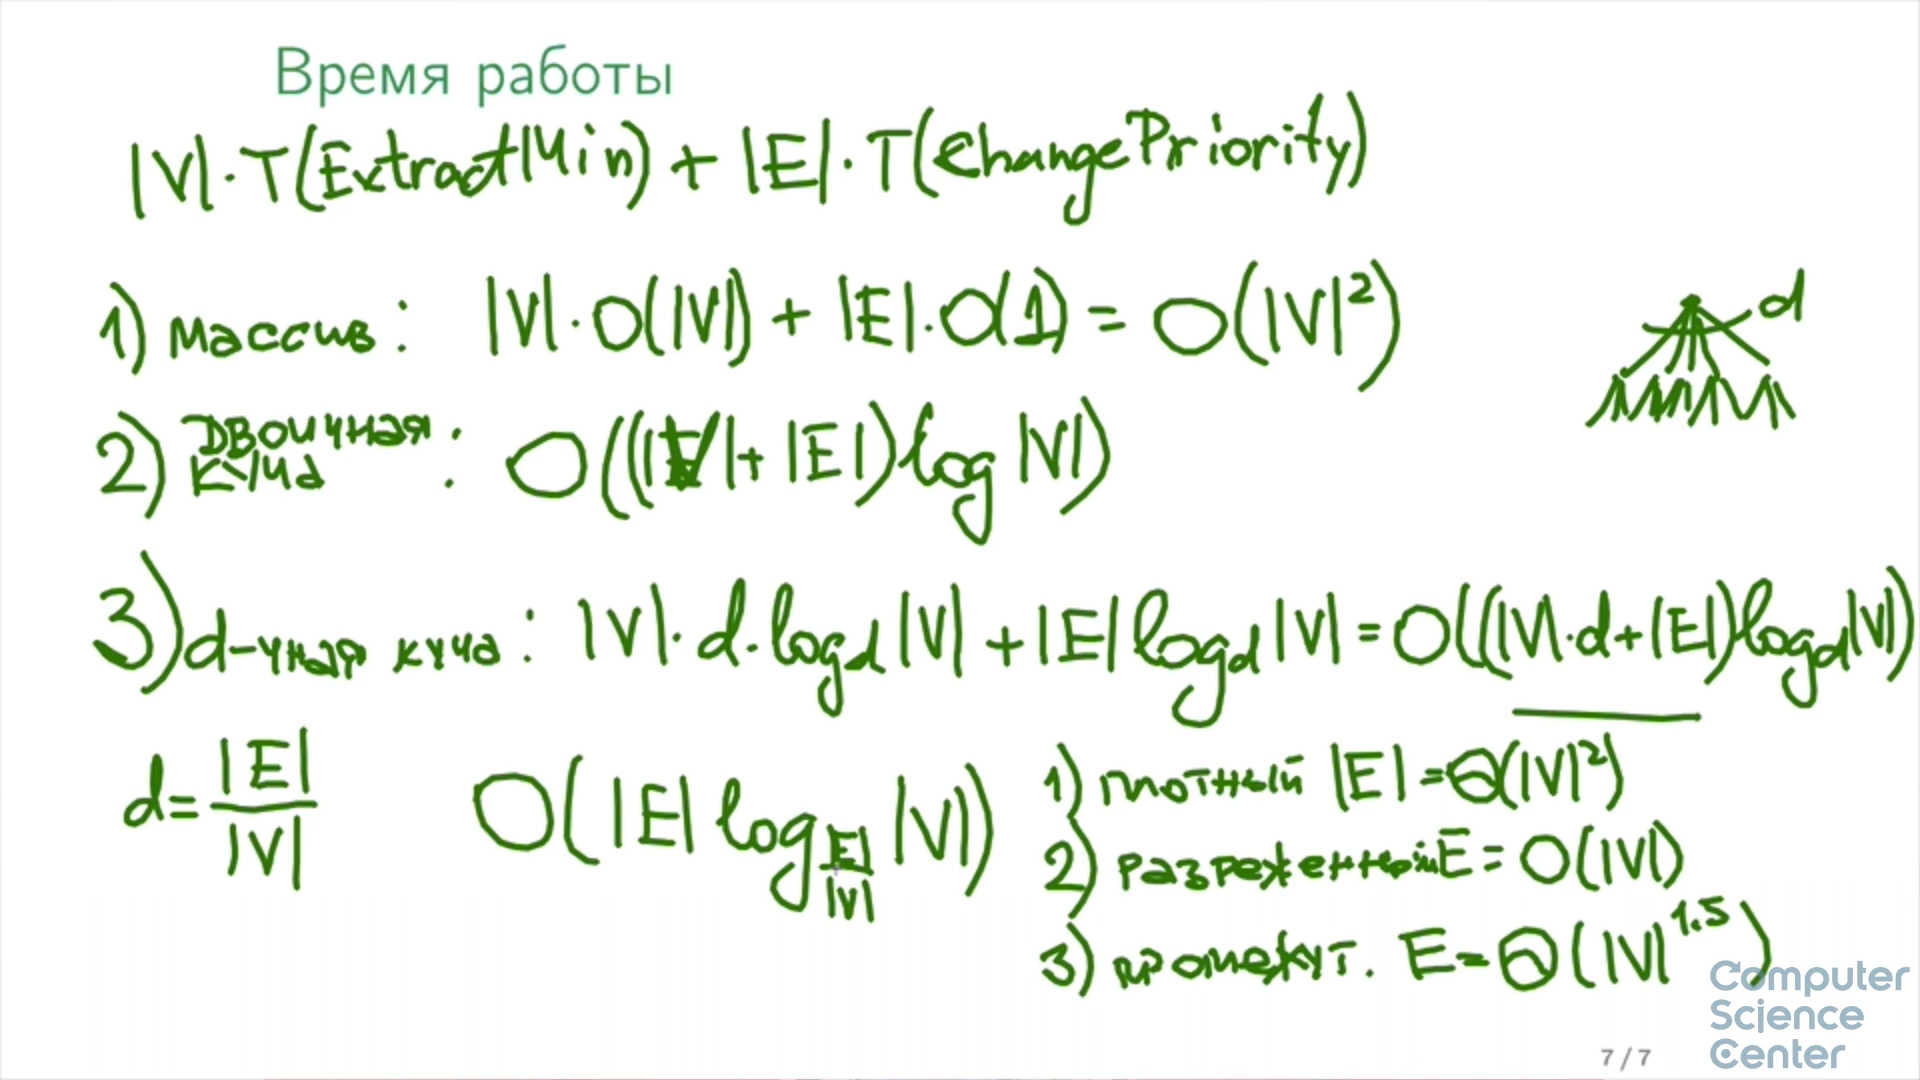 Время работы
|V|·T(ExtractMin) + |E|·T(ChangePriority)
1) массив: |V|·O(|V|) + |E|·O(1) = O(|V|²)
d
2) Двоичная куча: O((|V|+|E|)log|V|)
3) d-чная куча: |V|·d·log_d|V| + |E|log_d|V| = O((|V|·d+|E|)log_d|V|)
d = |E|/|V|
O(|E| log_{|E|/|V|} |V|)
1) плотный |E| = Θ(|V|²)
2) разреженный E = O(|V|)
3) промежут. E = Θ(|V|^1.5)
Computer
Science
Center
7 / 7